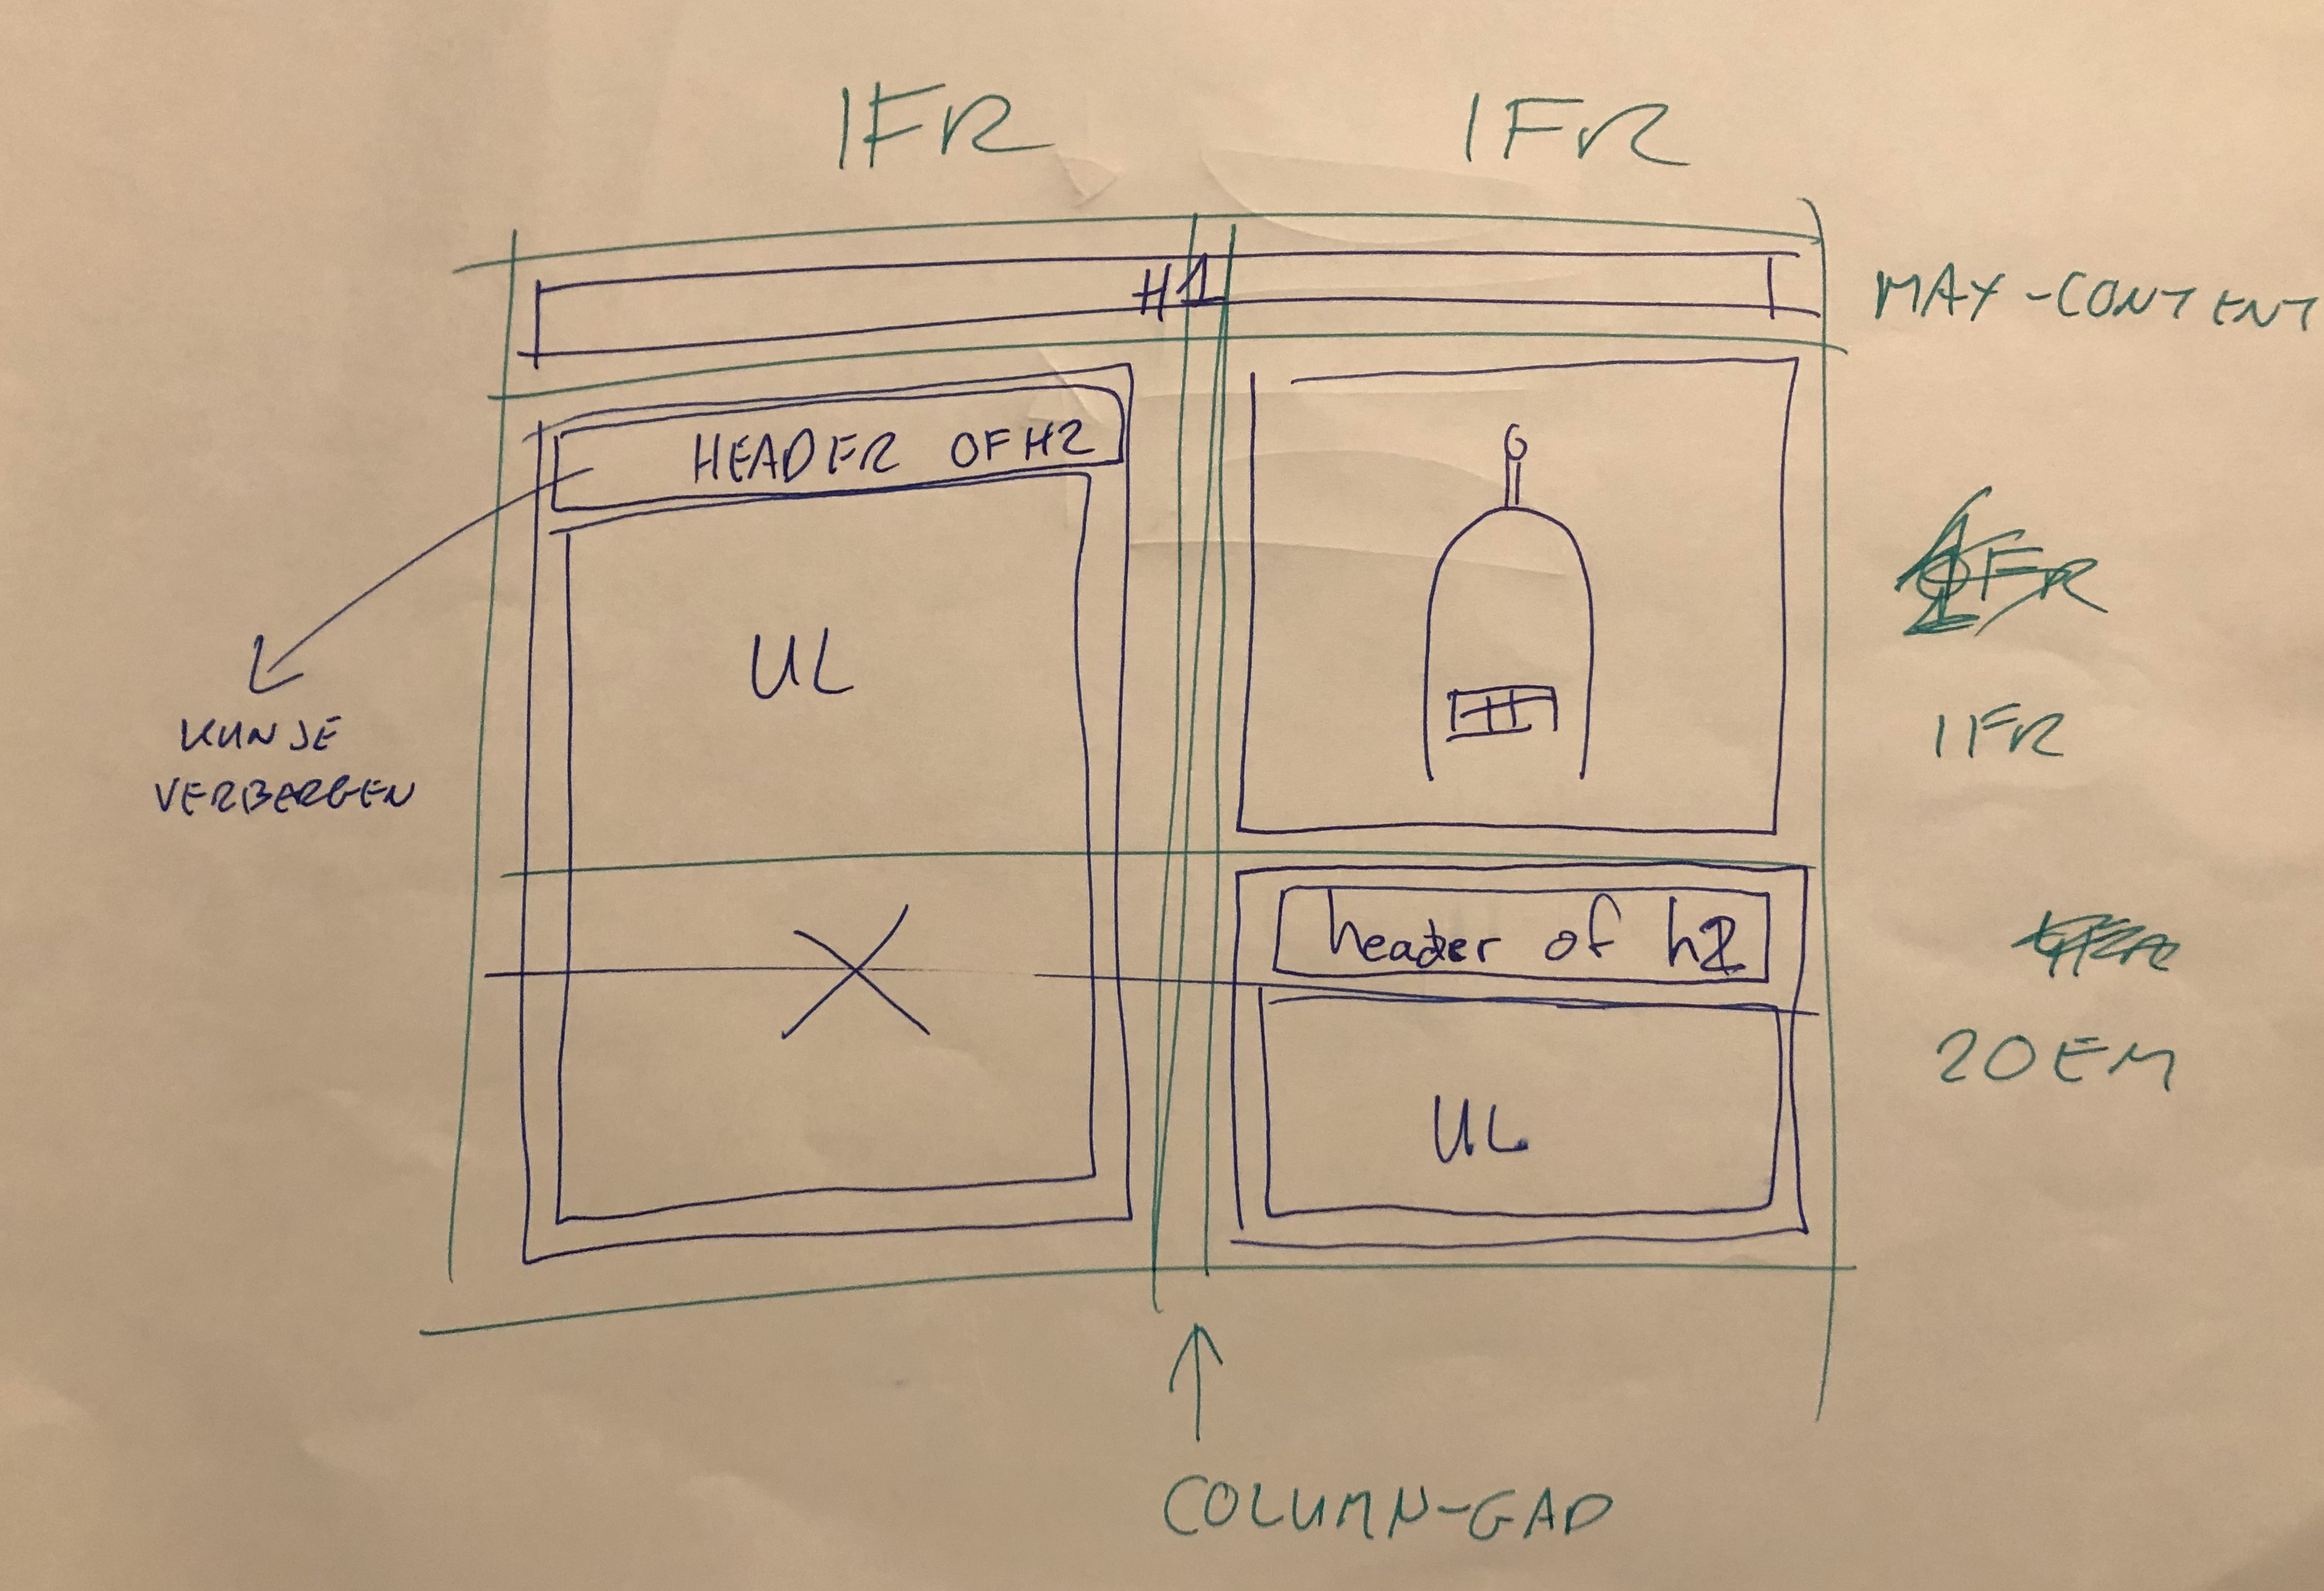 1FR
1FR
H1
MAX-CONTENT
HEADER OF H2
UL
1FR
KUN JE
VERBERGEN
1FR
header of h2
20EM
UL
COLUMN-GAP